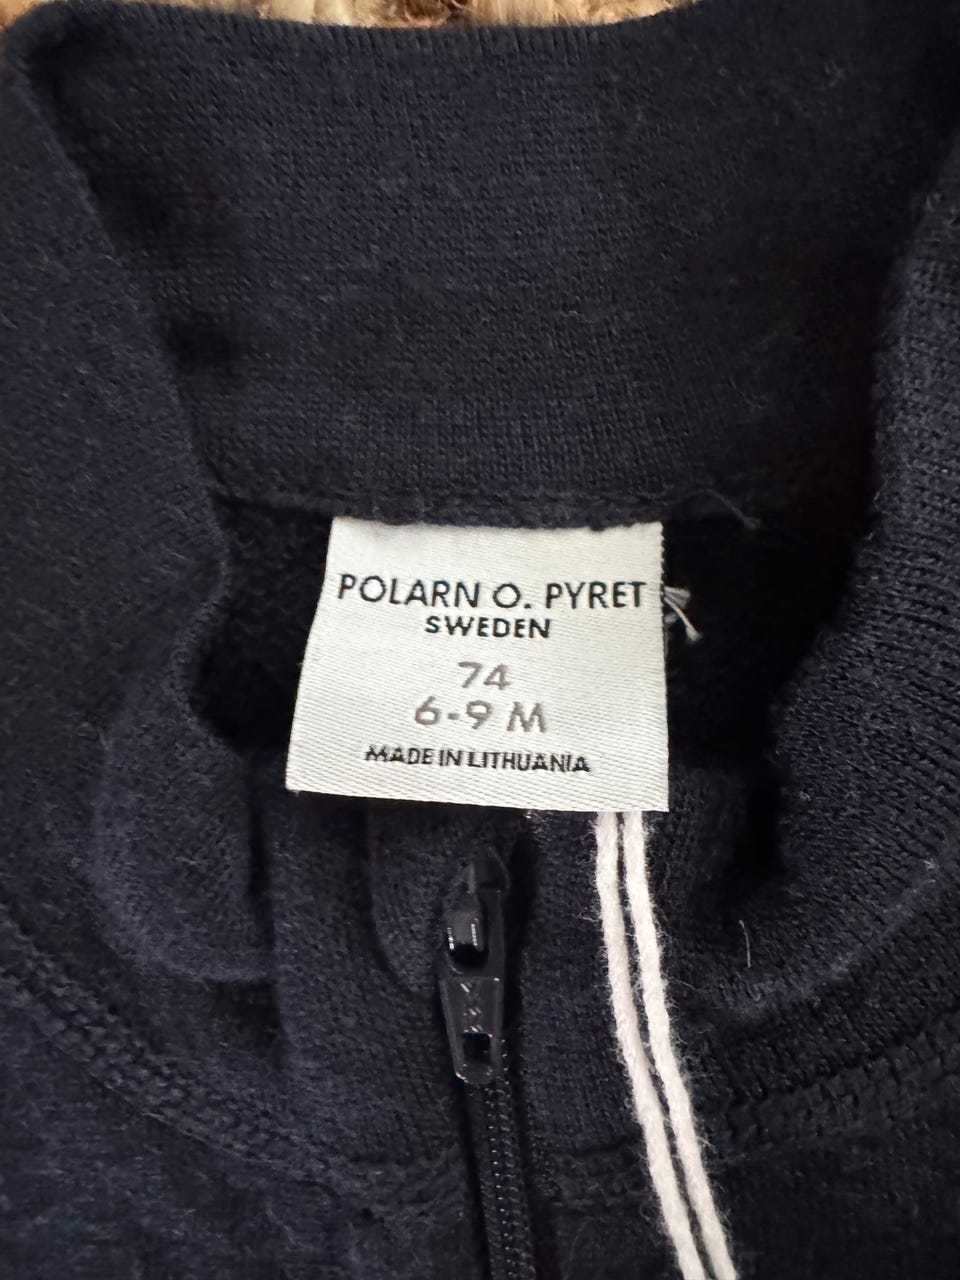 POLARN O. PYRET
SWEDEN
74
6-9 M
MADE IN LITHUANIA